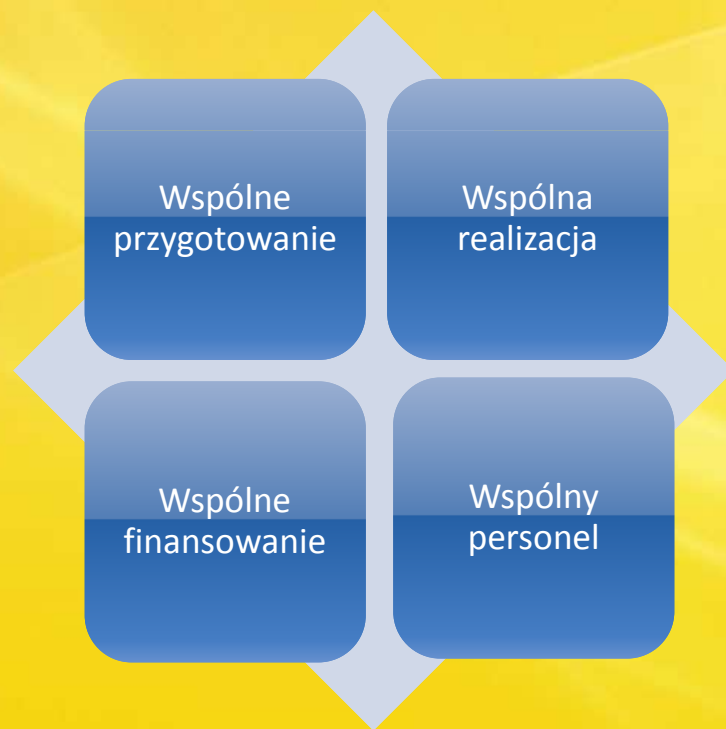 Wspólne
przygotowanie
Wspólna
realizacja
Wspólne
finansowanie
Wspólny
personel